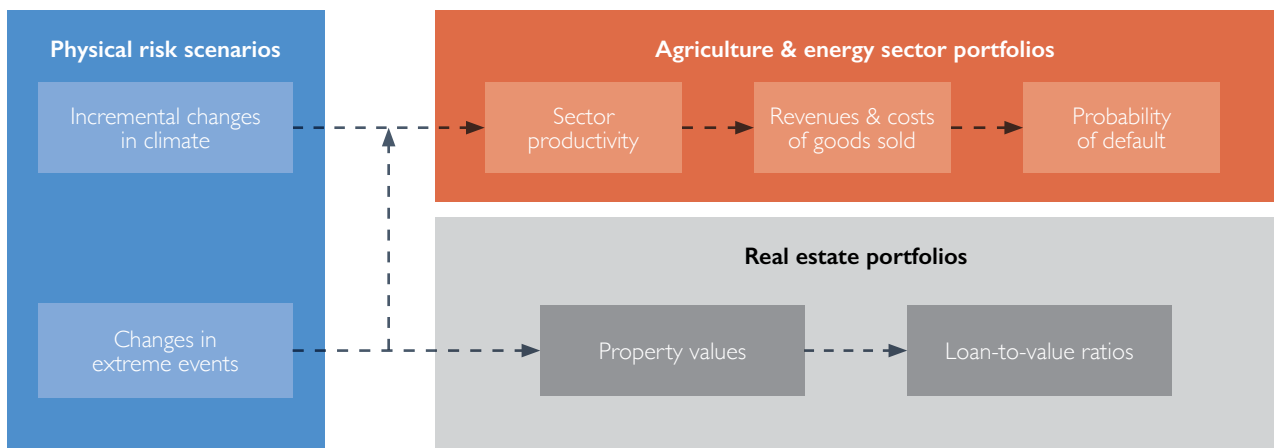 Physical risk scenarios
Incremental changes
in climate
Changes in
extreme events
Agriculture & energy sector portfolios
Sector
productivity
Revenues & costs
of goods sold
Probability
of default
Real estate portfolios
Property values
Loan-to-value ratios